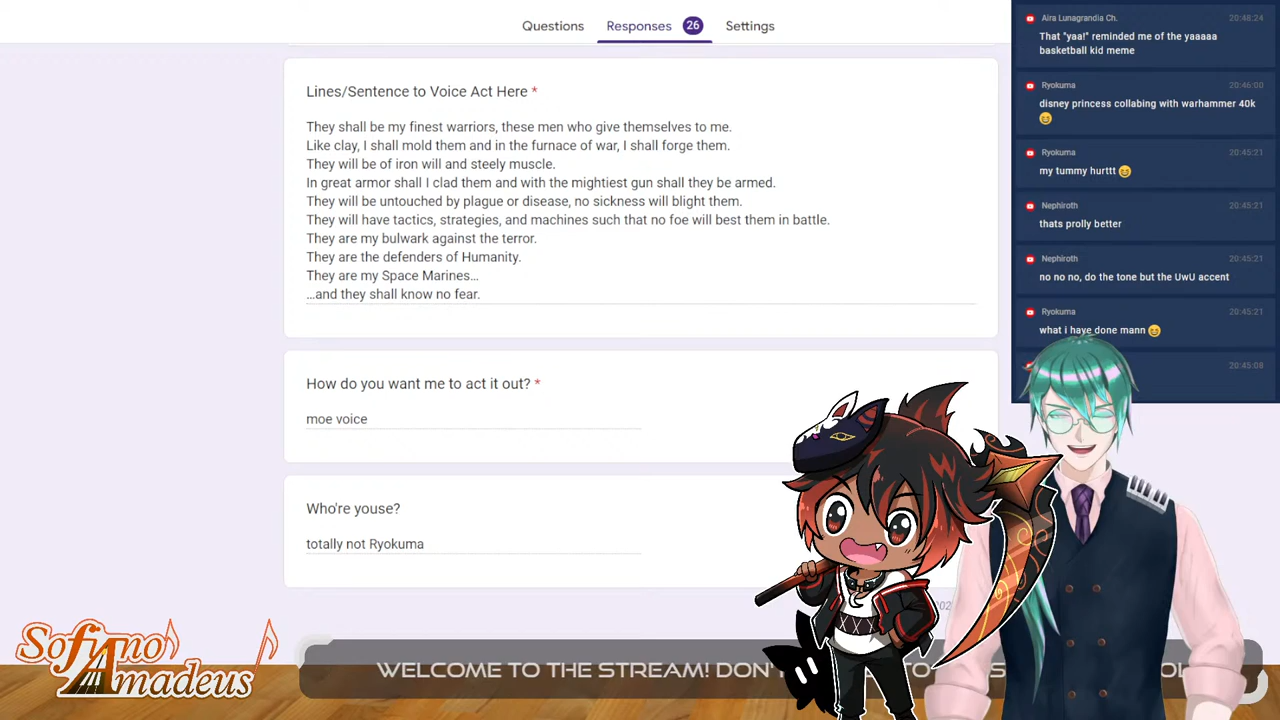 Questions
Responses 26
Settings
Lines/Sentence to Voice Act Here *
They shall be my finest warriors, these men who give themselves to me.
Like clay, I shall mold them and in the furnace of war, I shall forge them.
They will be of iron will and steely muscle.
In great armor shall I clad them and with the mightiest gun shall they be armed.
They will be untouched by plague or disease, no sickness will blight them.
They will have tactics, strategies, and machines such that no foe will best them in battle.
They are my bulwark against the terror.
They are the defenders of Humanity.
They are my Space Marines…
…and they shall know no fear.
How do you want me to act it out? *
moe voice
Who're youse?
totally not Ryokuma
Aira Lunagrandia Ch. 20:48:24
That "yaa!" reminded me of the yaaaaa
basketball kid meme
Ryokuma 20:46:00
disney princess collabing with warhammer 40k
Ryokuma 20:45:21
my tummy hurttt
Nephiroth 20:45:21
thats prolly better
Nephiroth 20:45:21
no no no, do the tone but the UwU accent
Ryokuma 20:45:21
what i have done mann
20:45:08
Sofiano
Amadeus
WELCOME TO THE STREAM! DON'T TO